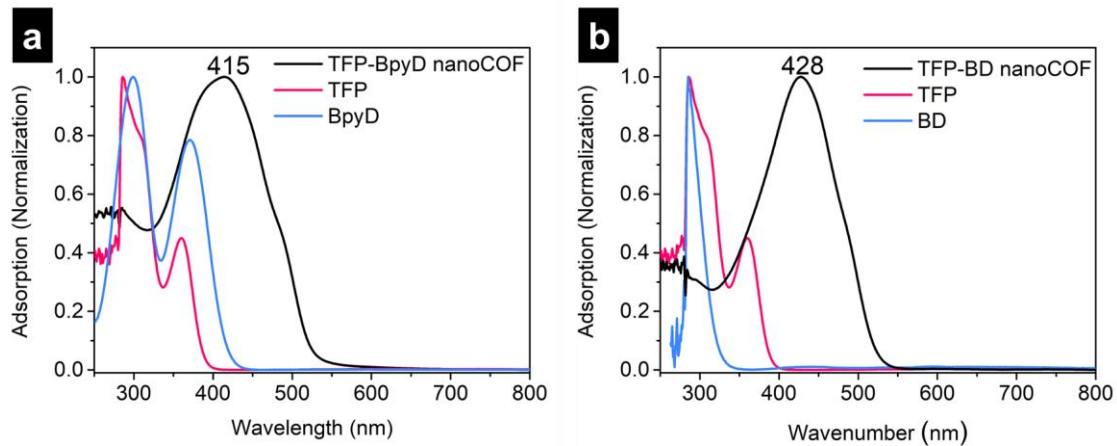 a
415
TFP-BpyD nanoCOF
TFP
BpyD
Adsorption (Normalization)
1.0
0.8
0.6
0.4
0.2
0.0
300 400 500 600 700 800
Wavelength (nm)
b
428
TFP-BD nanoCOF
TFP
BD
Adsorption (Normalization)
1.0
0.8
0.6
0.4
0.2
0.0
300 400 500 600 700 800
Wavenumber (nm)